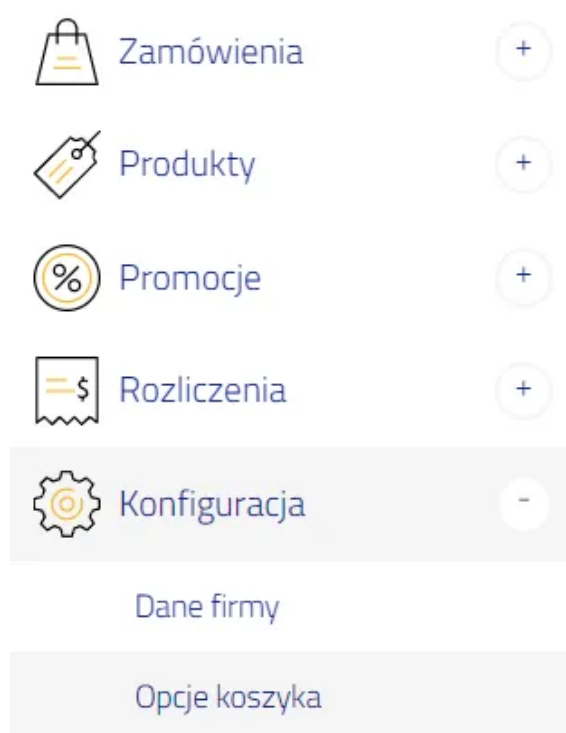 Zamówienia +
Produkty +
Promocje +
$ Rozliczenia +
Konfiguracja -
Dane firmy
Opcje koszyka